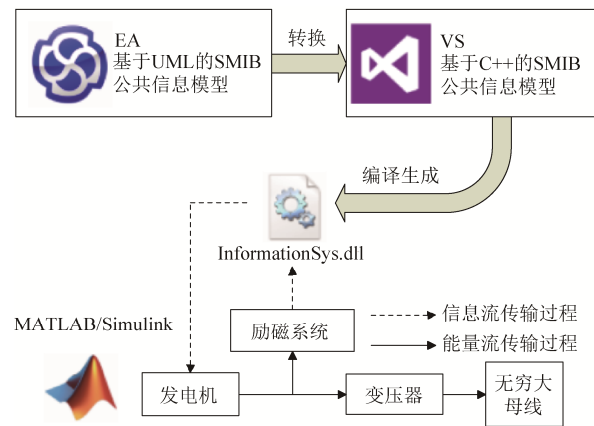 EA
基于UML的SMIB
公共信息模型
转换
VS
基于C++的SMIB
公共信息模型
编译生成
InformationSys.dll
MATLAB/Simulink
励磁系统
信息流传输过程
能量流传输过程
发电机
变压器
无穷大
母线